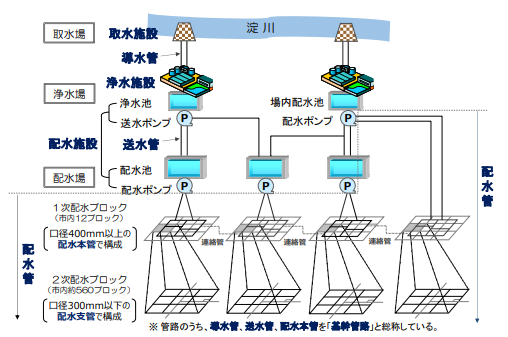 淀川
取水場
取水施設
導水管
浄水施設
浄水場
浄水池
送水ポンプ
場内配水池
配水ポンプ
配水施設
送水管
配水池
配水場
配水ポンプ
配水管
配水管
1次配水ブロック
(市内12ブロック)
口径400mm以上の
配水本管で構成
連絡管
連絡管
連絡管
2次配水ブロック
(市内約560ブロック)
口径300mm以下の
配水支管で構成
P
P
P
P
P
※ 管路のうち、導水管、送水管、配水本管を「基幹管路」と総称している。